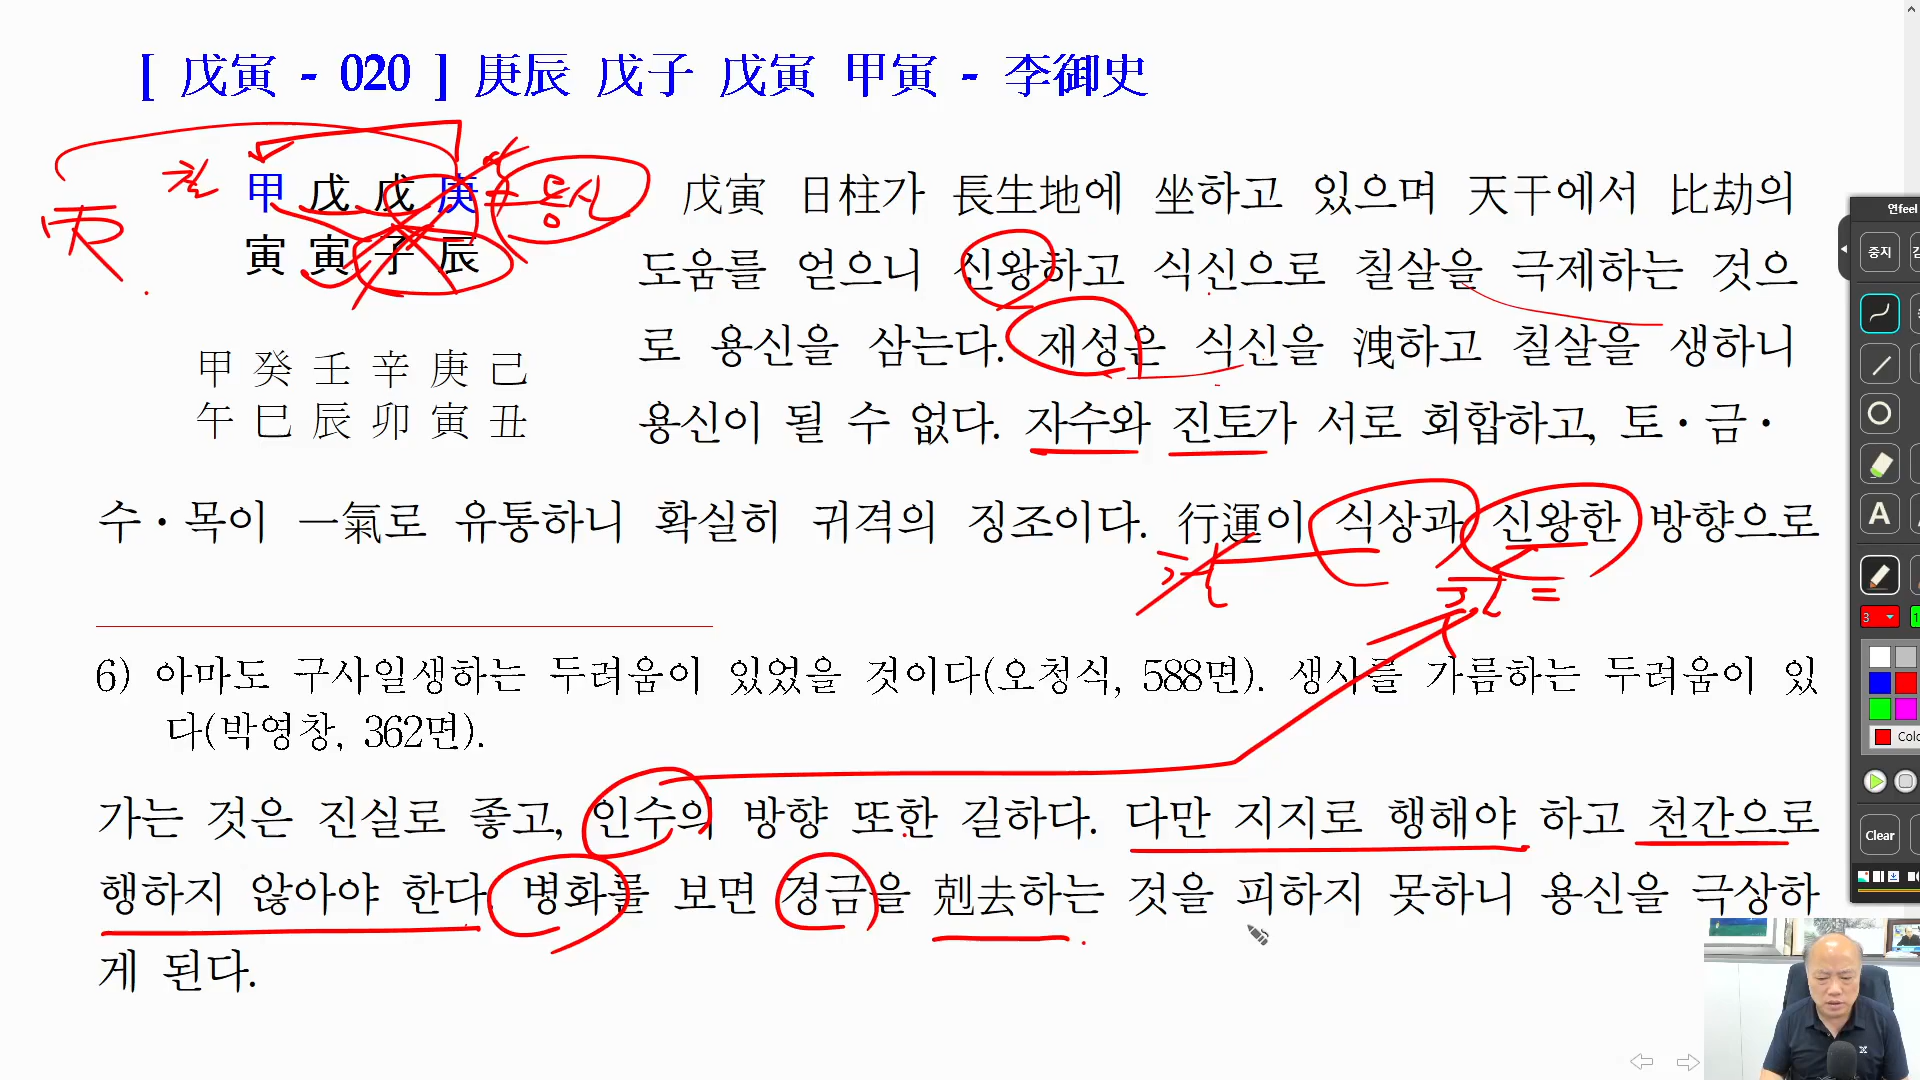 [ 戊寅 - 020 ] 庚辰 戊子 戊寅 甲寅 - 李御史
甲 戊 戊 庚
寅 寅 子 辰
甲 癸 壬 辛 庚 己
午 巳 辰 卯 寅 丑
戊寅 日柱가 長生地에 坐하고 있으며 天干에서 比劫의
도움를 얻으니 신왕하고 식신으로 칠살을 극제하는 것으
로 용신을 삼는다. 재성은 식신을 洩하고 칠살을 생하니
용신이 될 수 없다. 자수와 진토가 서로 회합하고, 토·금·
수·목이 一氣로 유통하니 확실히 귀격의 징조이다. 行運이 식상과 신왕한 방향으로
6) 아마도 구사일생하는 두려움이 있었을 것이다(오청식, 588면). 생사를 가름하는 두려움이 있
다(박영창, 362면).
가는 것은 진실로 좋고, 인수의 방향 또한 길하다. 다만 지지로 행해야 하고 천간으로
행하지 않아야 한다. 병화를 보면 경금을 剋去하는 것을 피하지 못하니 용신을 극상하
게 된다.
연feel
중지
A
3
1
Clear